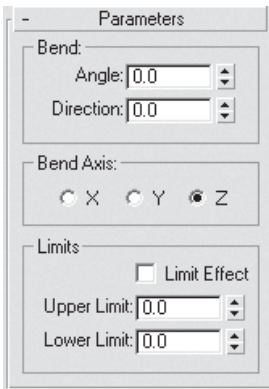 - Parameters
Bend:
Angle: 0.0
Direction: 0.0
Bend Axis:
X Y Z
Limits
Limit Effect
Upper Limit: 0.0
Lower Limit: 0.0